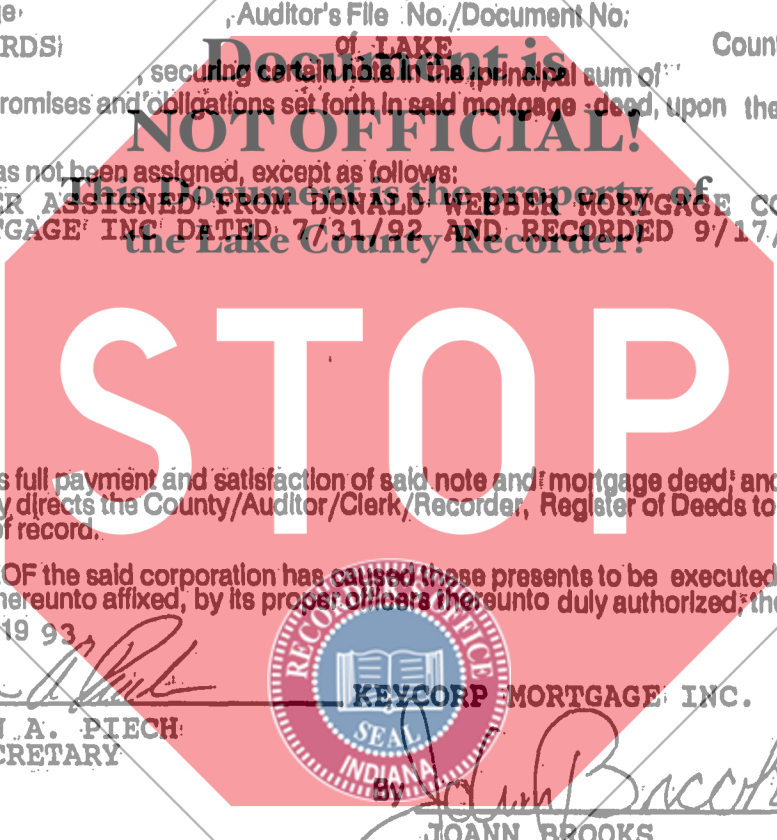 , Auditor's File No./Document No.
RDS of LAKE Coun
, securing certain note in the principal sum of
romises and obligations set forth in said mortgage deed, upon the
as not been assigned, except as follows:
R ASSIGNED FROM DONALD WEBBER MORTGAGE CO
TGAGE INC DATED 7/31/92 AND RECORDED 9/17/
Document is
NOT OFFICIAL!
This Document is the property of
the Lake County Recorder!
STOP
s full payment and satisfaction of said note and mortgage deed, and
y directs the County/Auditor/Clerk/Recorder, Register of Deeds to
of record.
OF the said corporation has caused these presents to be executed
hereunto affixed, by its proper officers thereunto duly authorized, the
19 93
RECORDER'S OFFICE
SEAL
INDIANA
KEYCORP MORTGAGE INC.
A. PIECH
CRETARY
By
JOANN BROOKS